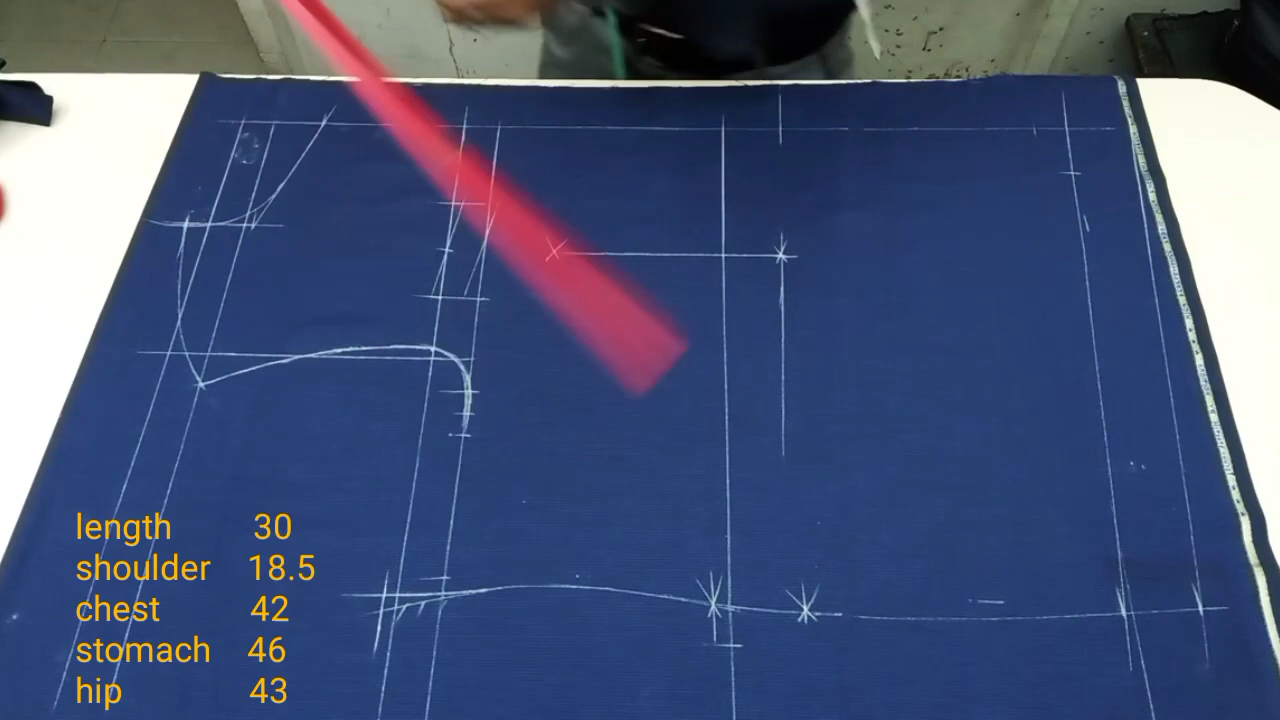 length 30
shoulder 18.5
chest 42
stomach 46
hip 43